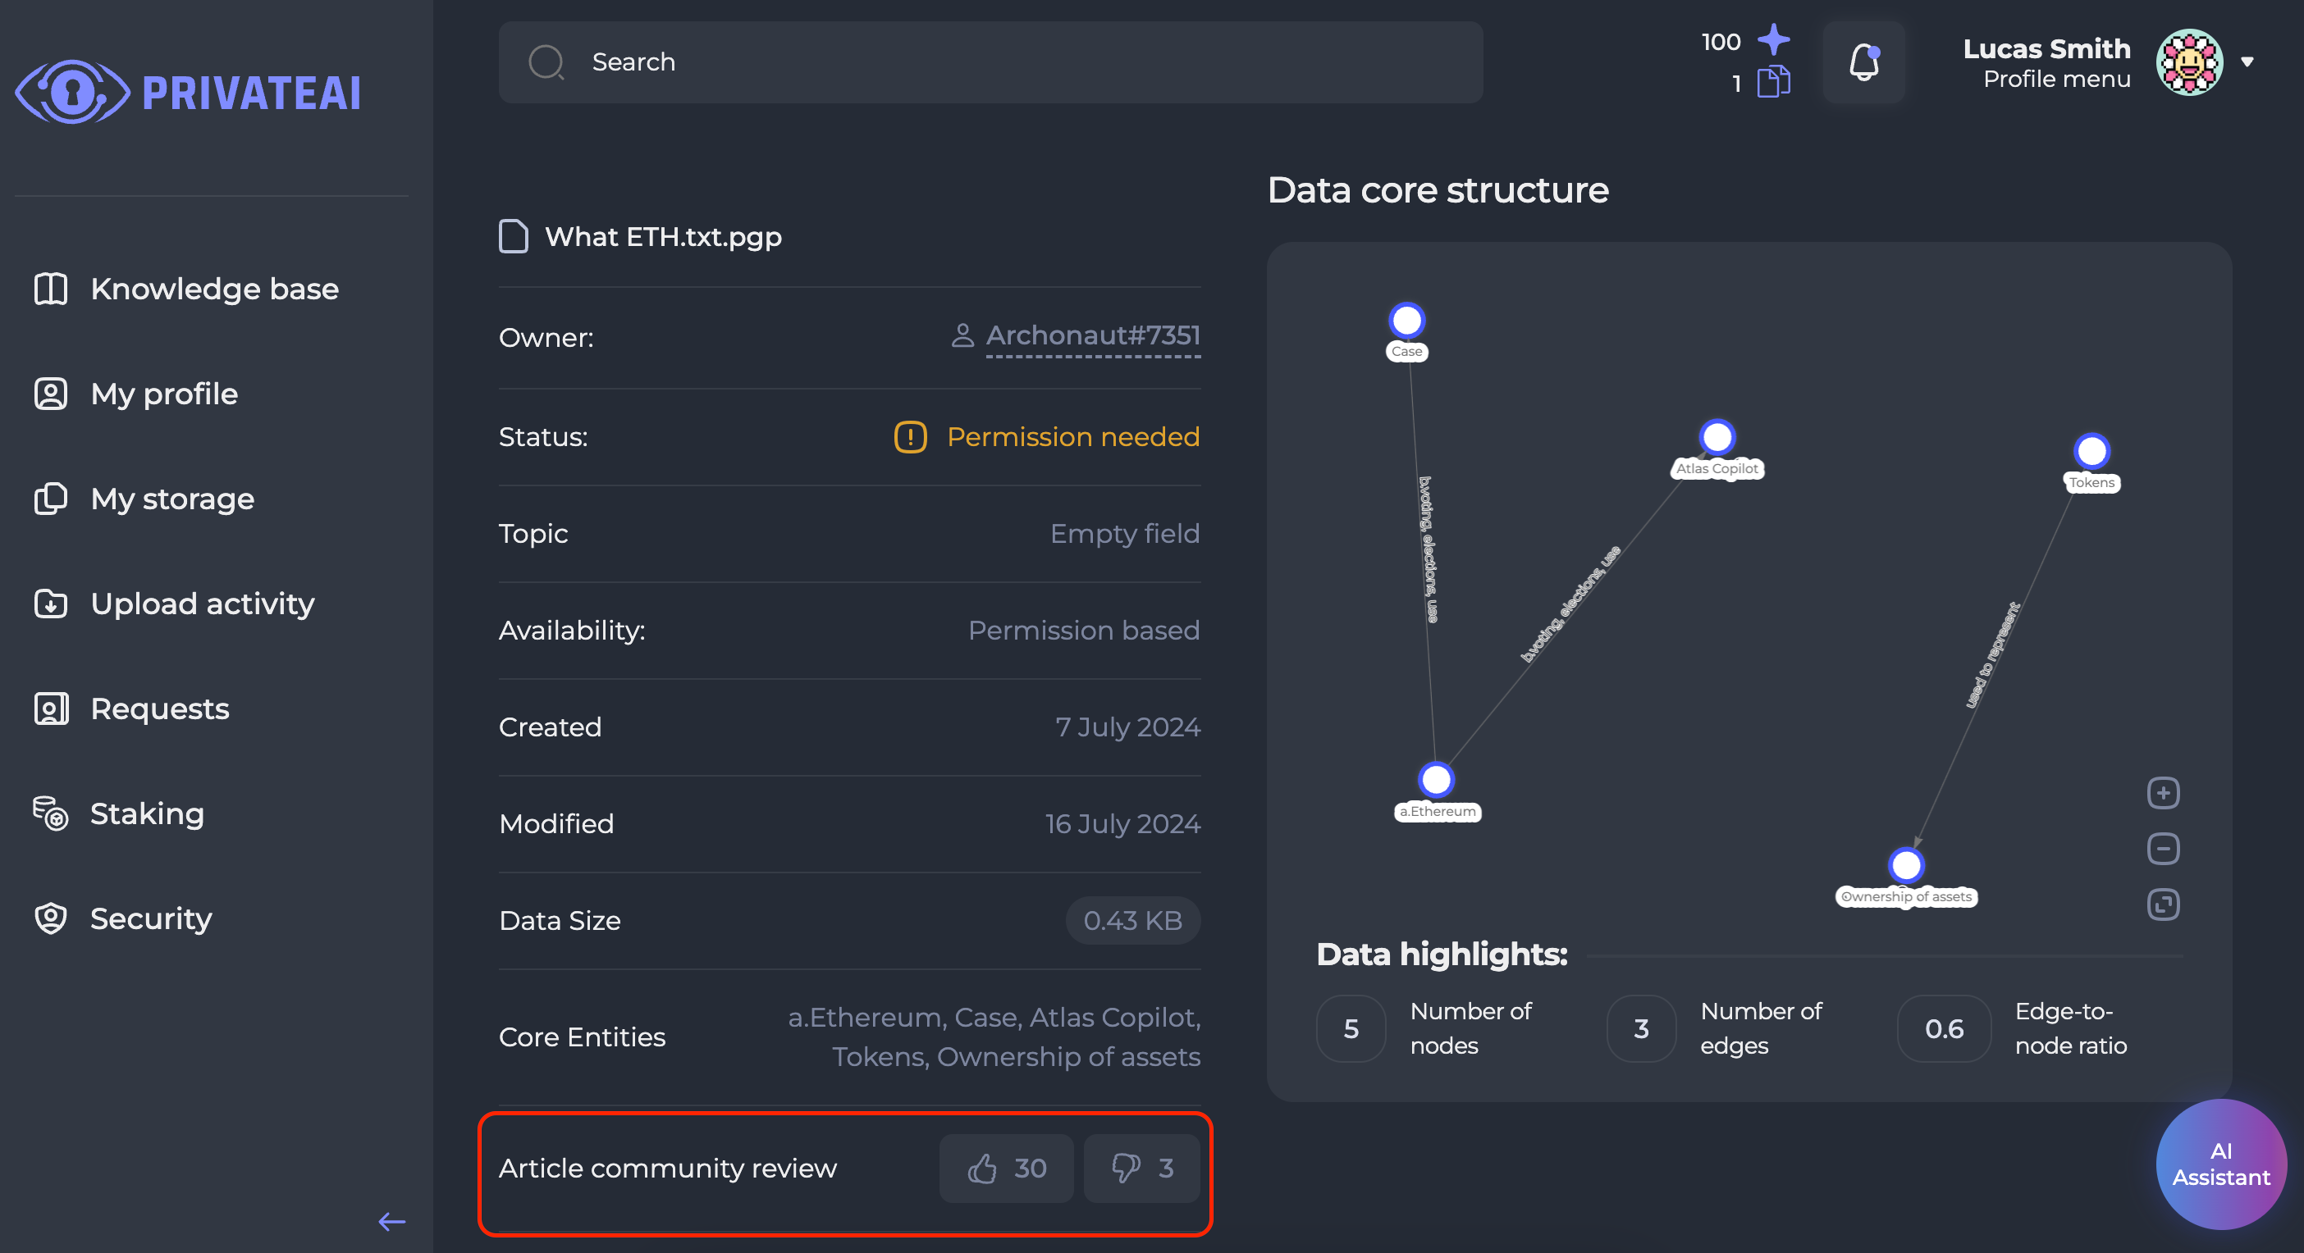 PRIVATEAI
Search
100
1
Lucas Smith
Profile menu
Knowledge base
My profile
My storage
Upload activity
Requests
Staking
Security
What ETH.txt.pgp
Owner:
Archonaut#7351
Status:
Permission needed
Topic
Empty field
Availability:
Permission based
Created
7 July 2024
Modified
16 July 2024
Data Size
0.43 KB
Core Entities
a.Ethereum, Case, Atlas Copilot,
Tokens, Ownership of assets
Article community review
30
3
Data core structure
Case
Atlas Copilot
Tokens
b.voting, elections, use
b.voting, elections, use
used to represent
a.Ethereum
Ownership of assets
Data highlights:
5
Number of
nodes
3
Number of
edges
0.6
Edge-to-
node ratio
AI
Assistant